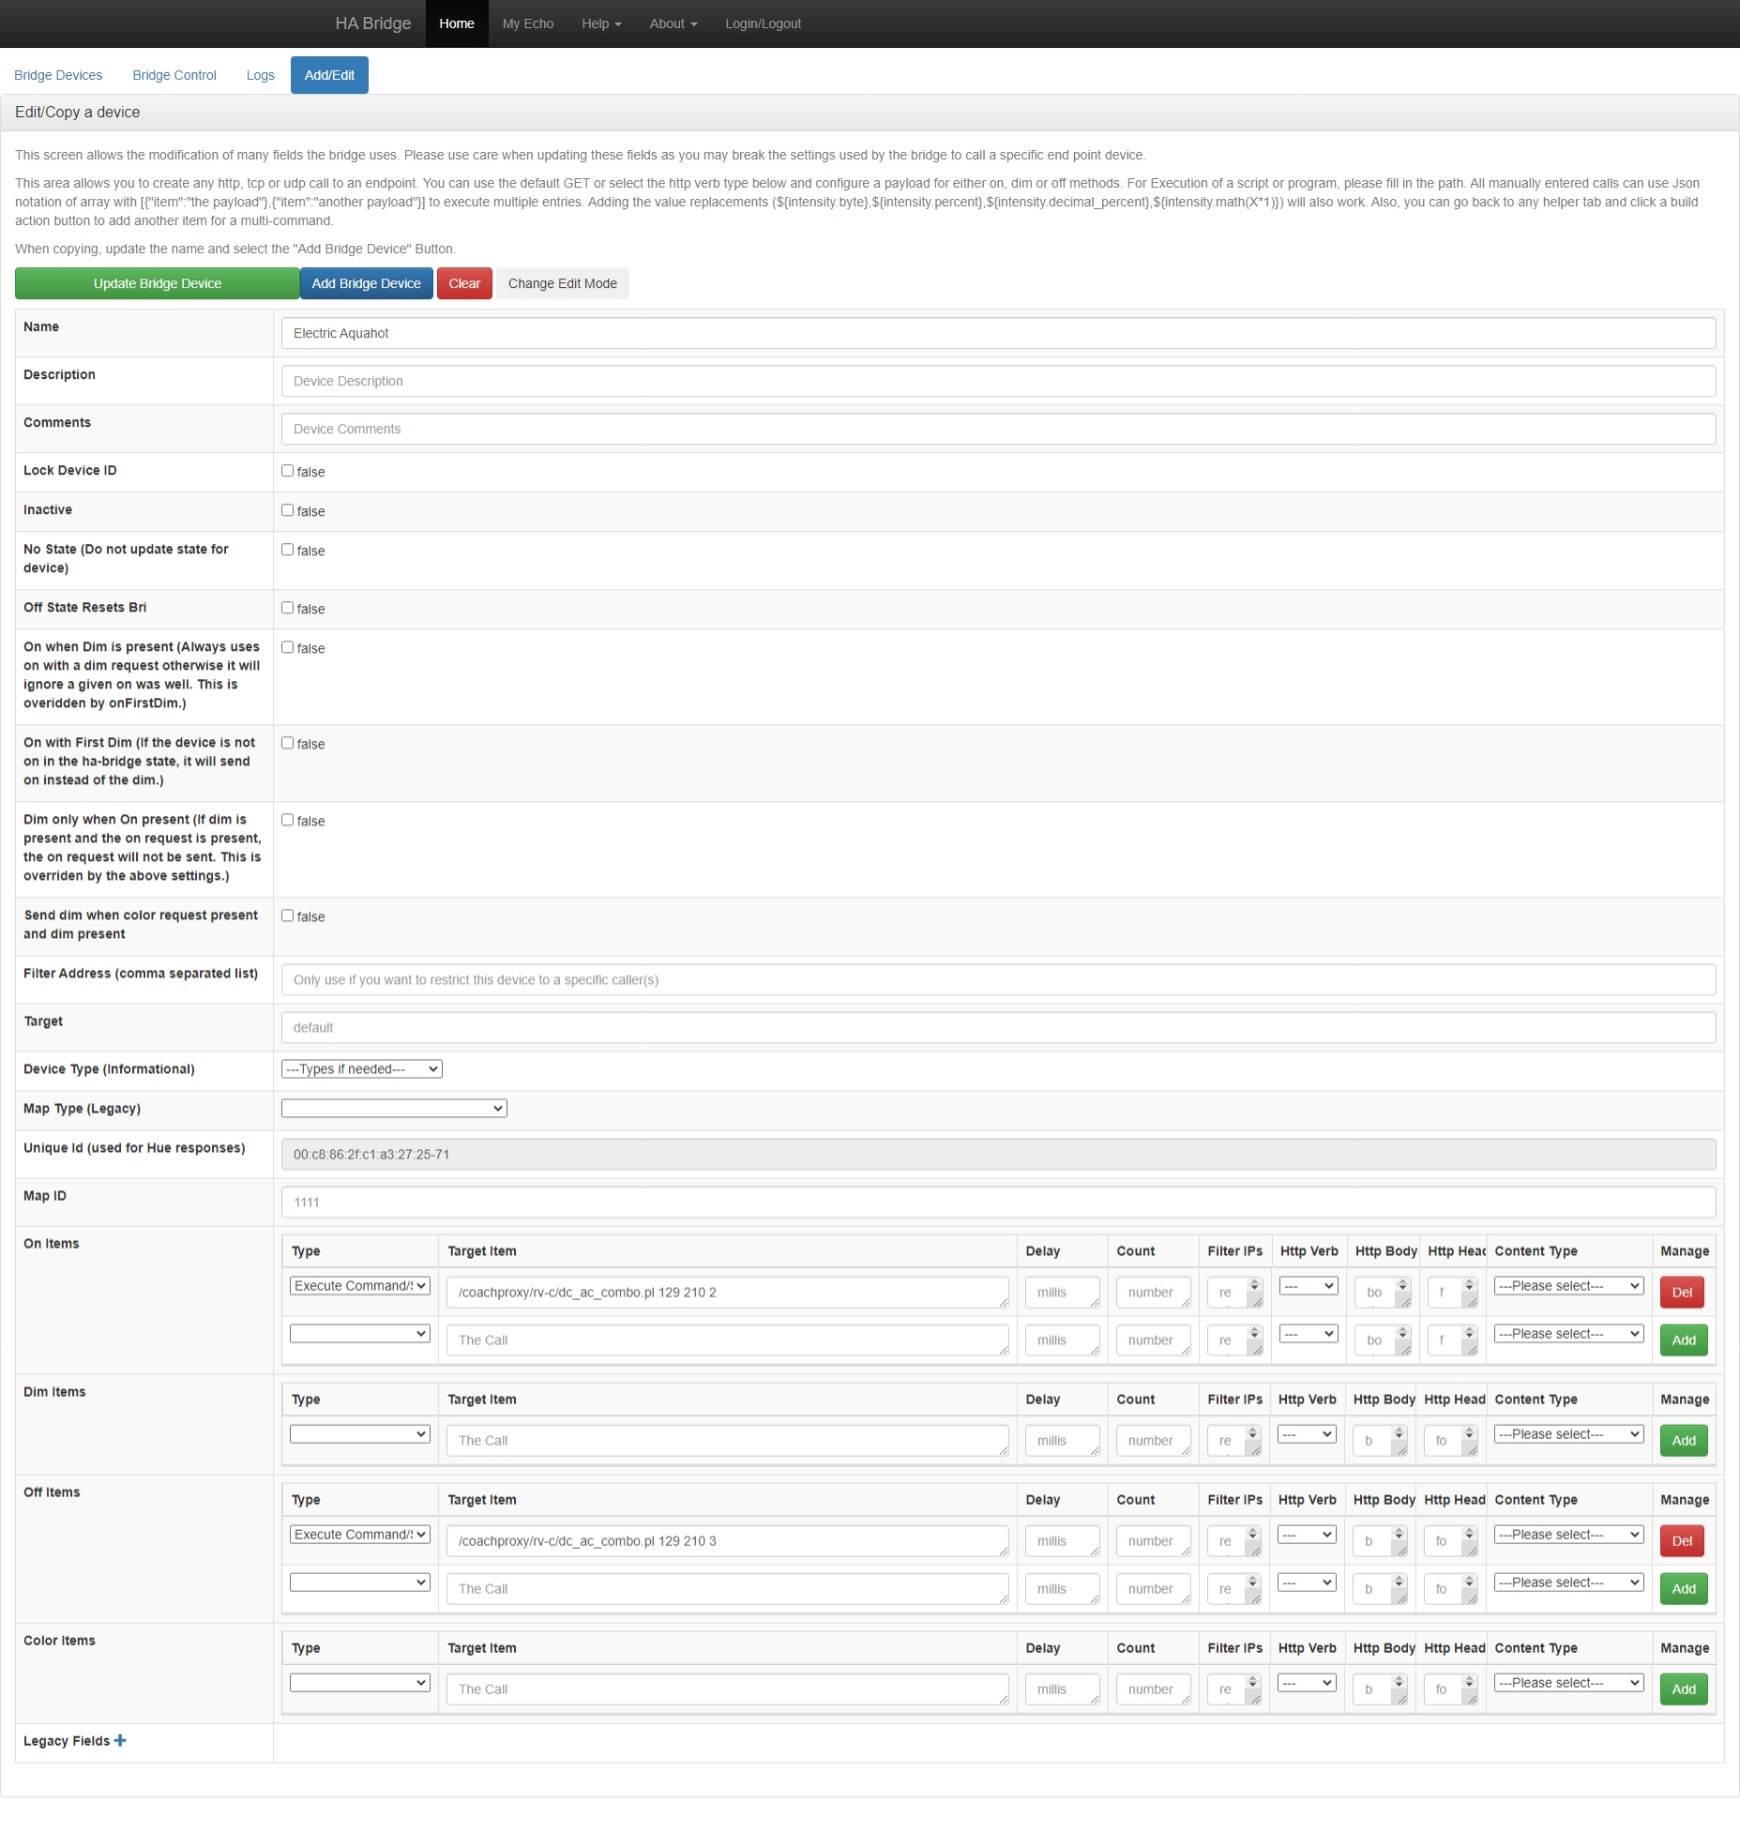 HA Bridge Home My Echo Help About Login/Logout
Bridge Devices Bridge Control Logs Add/Edit
Edit/Copy a device
This screen allows the modification of many fields the bridge uses. Please use care when updating these fields as you may break the settings used by the bridge to call a specific end point device.
This area allows you to create any http, tcp or udp call to an endpoint. You can use the default GET or select the http verb type below and configure a payload for either on, dim or off methods. For Execution of a script or program, please fill in the path. All manually entered calls can use Json
notation of array with [{"item":"the payload"},{"item":"another payload"}] to execute multiple entries. Adding the value replacements (${intensity.byte},${intensity.percent},${intensity.decimal_percent},${intensity.math(X*1)}) will also work. Also, you can go back to any helper tab and click a build
action button to add another item for a multi-command.
When copying, update the name and select the "Add Bridge Device" Button.
Update Bridge Device Add Bridge Device Clear Change Edit Mode
Name Electric Aquahot
Description Device Description
Comments Device Comments
Lock Device ID false
Inactive false
No State (Do not update state for false
device)
Off State Resets Bri false
On when Dim is present (Always uses false
on with a dim request otherwise it will
ignore a given on was well. This is
overidden by onFirstDim.)
On with First Dim (If the device is not false
on in the ha-bridge state, it will send
on instead of the dim.)
Dim only when On present (If dim is false
present and the on request is present,
the on request will not be sent. This is
overriden by the above settings.)
Send dim when color request present false
and dim present
Filter Address (comma separated list) Only use if you want to restrict this device to a specific caller(s)
Target default
Device Type (Informational) ---Types if needed---
Map Type (Legacy)
Unique Id (used for Hue responses) 00:c8:86:2f:c1:a3:27:25-71
Map ID 1111
On Items Type Target Item Delay Count Filter IPs Http Verb Http Body Http Head Content Type Manage
Execute Command/S /coachproxy/rv-c/dc_ac_combo.pl 129 210 2 millis number re --- bo f ---Please select--- Del
The Call millis number re --- bo f ---Please select--- Add
Dim Items Type Target Item Delay Count Filter IPs Http Verb Http Body Http Head Content Type Manage
The Call millis number re --- b fo ---Please select--- Add
Off Items Type Target Item Delay Count Filter IPs Http Verb Http Body Http Head Content Type Manage
Execute Command/S /coachproxy/rv-c/dc_ac_combo.pl 129 210 3 millis number re --- b fo ---Please select--- Del
The Call millis number re --- b fo ---Please select--- Add
Color Items Type Target Item Delay Count Filter IPs Http Verb Http Body Http Head Content Type Manage
The Call millis number re --- b fo ---Please select--- Add
Legacy Fields